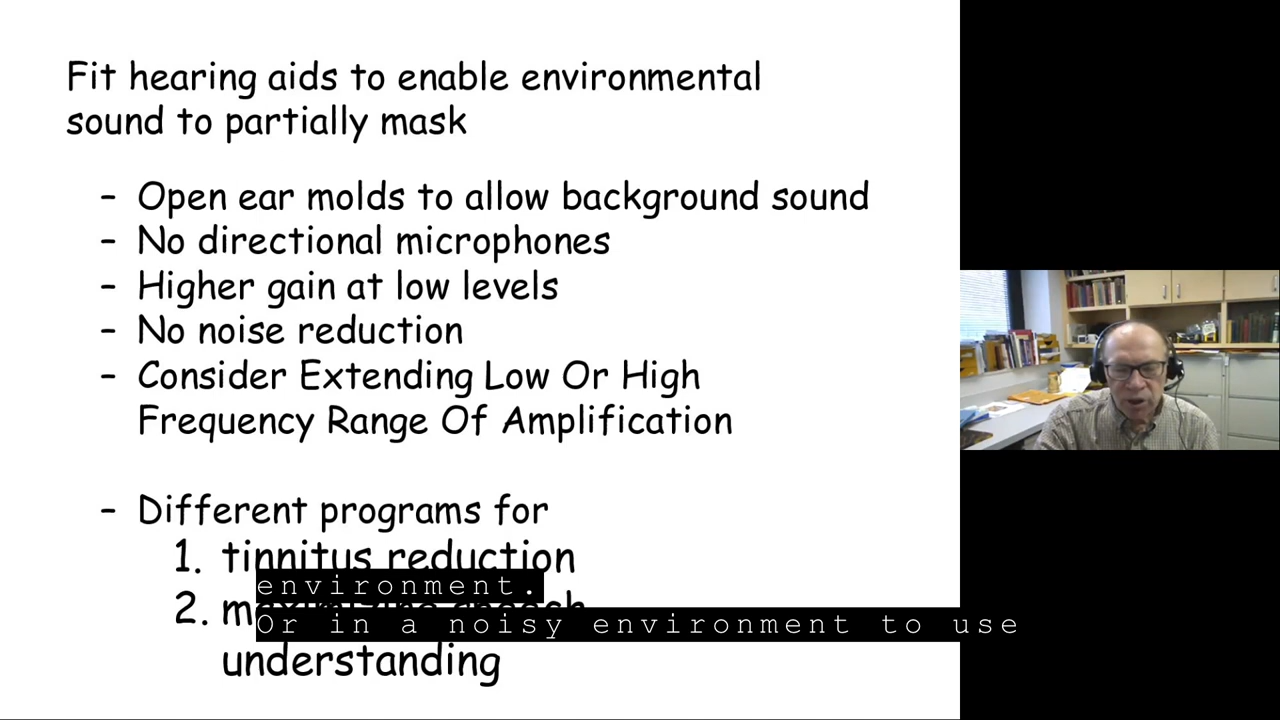 Fit hearing aids to enable environmental
sound to partially mask
– Open ear molds to allow background sound
– No directional microphones
– Higher gain at low levels
– No noise reduction
– Consider Extending Low Or High
Frequency Range Of Amplification
– Different programs for
1. tinnitus reduction
2. maximizing speech
understanding
environment.
Or in a noisy environment to use